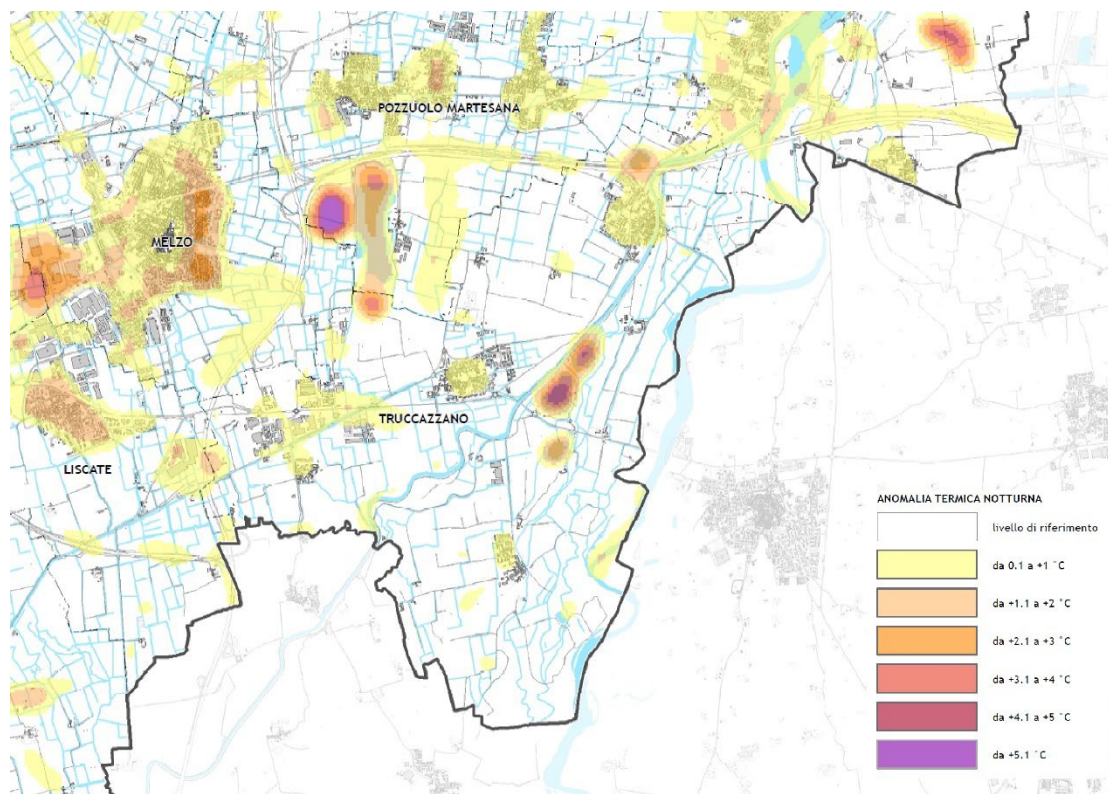 POZZUOLO MARTESANA
MELZO
TRUCCAZZANO
LISCATE
ANOMALIA TERMICA NOTTURNA
livello di riferimento
da 0.1 a +1 °C
da +1.1 a +2 °C
da +2.1 a +3 °C
da +3.1 a +4 °C
da +4.1 a +5 °C
da +5.1 °C